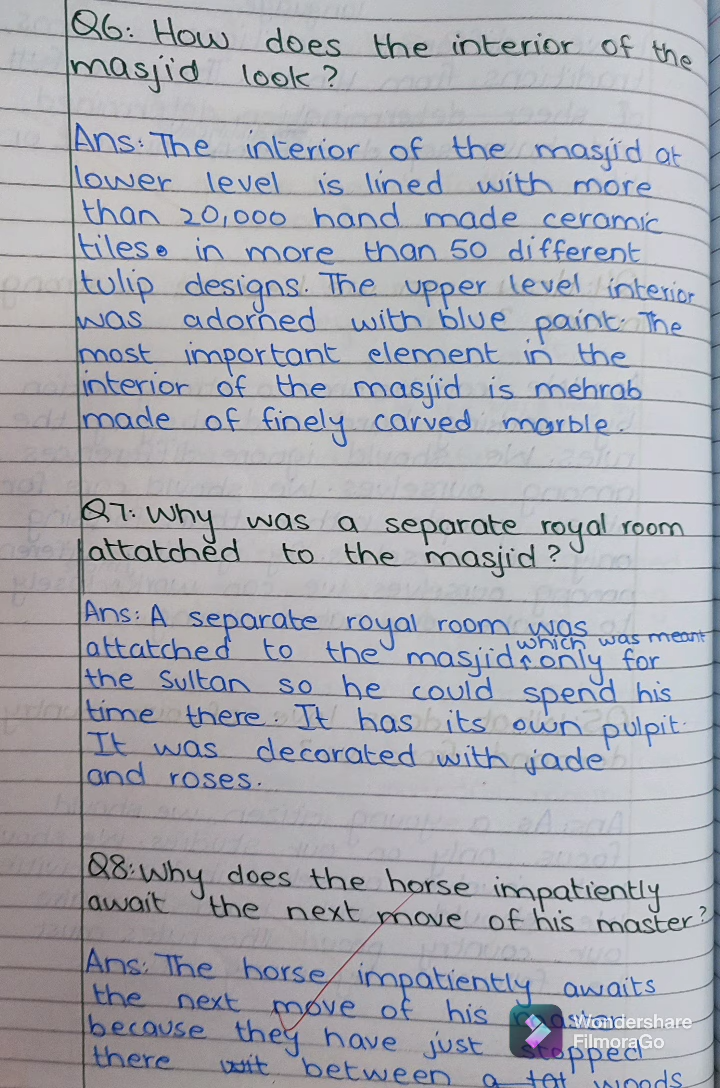 Q6: How does the interior of the
masjid look?
Ans: The interior of the masjid at
lower level is lined with more
than 20,000 hand made ceramic
tiles. in more than 50 different
tulip designs. The upper level interior
was adorned with blue paint. The
most important element in the
interior of the masjid is mehrab
made of finely carved marble.
Q7: Why was a separate royal room
attatched to the masjid?
Ans: A separate royal room was
which was meant
attatched to the masjid only for
the Sultan so he could spend his
time there. It has its own pulpit.
It was decorated with jade
and roses.
Q8: Why does the horse impatiently
await the next move of his master?
Ans: The horse impatiently awaits
the next move of his master
because they have just stopped
there between a woods
Wondershare
FilmoraGo